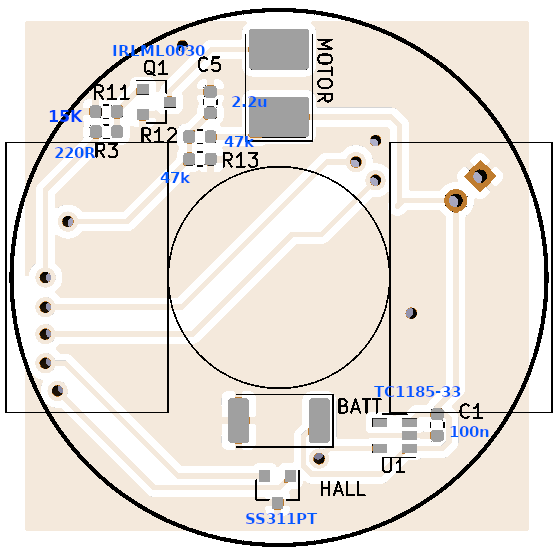 IRLML0030
Q1
C5
MOTOR
R11
2.2u
15K
R12
47k
220R
R3
R13
47k
TC1185-33
BATT
C1
100n
U1
HALL
SS311PT